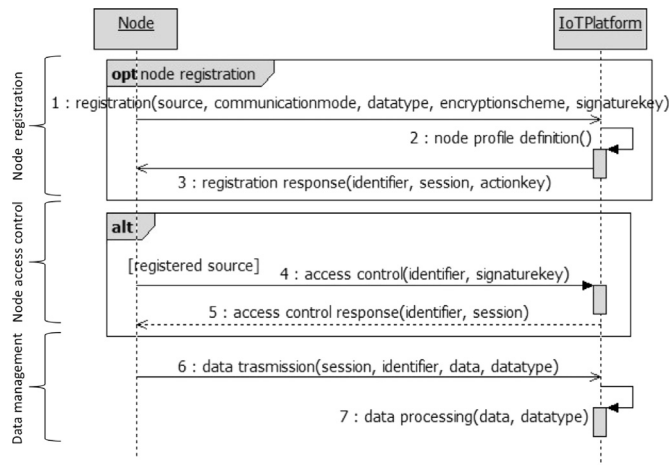 Node
IoTPlatform
opt node registration
1 : registration(source, communicationmode, datatype, encryptionscheme, signaturekey)
2 : node profile definition()
3 : registration response(identifier, session, actionkey)
Node registration
alt
[registered source]
4 : access control(identifier, signaturekey)
5 : access control response(identifier, session)
Node access control
6 : data trasmission(session, identifier, data, datatype)
7 : data processing(data, datatype)
Data management